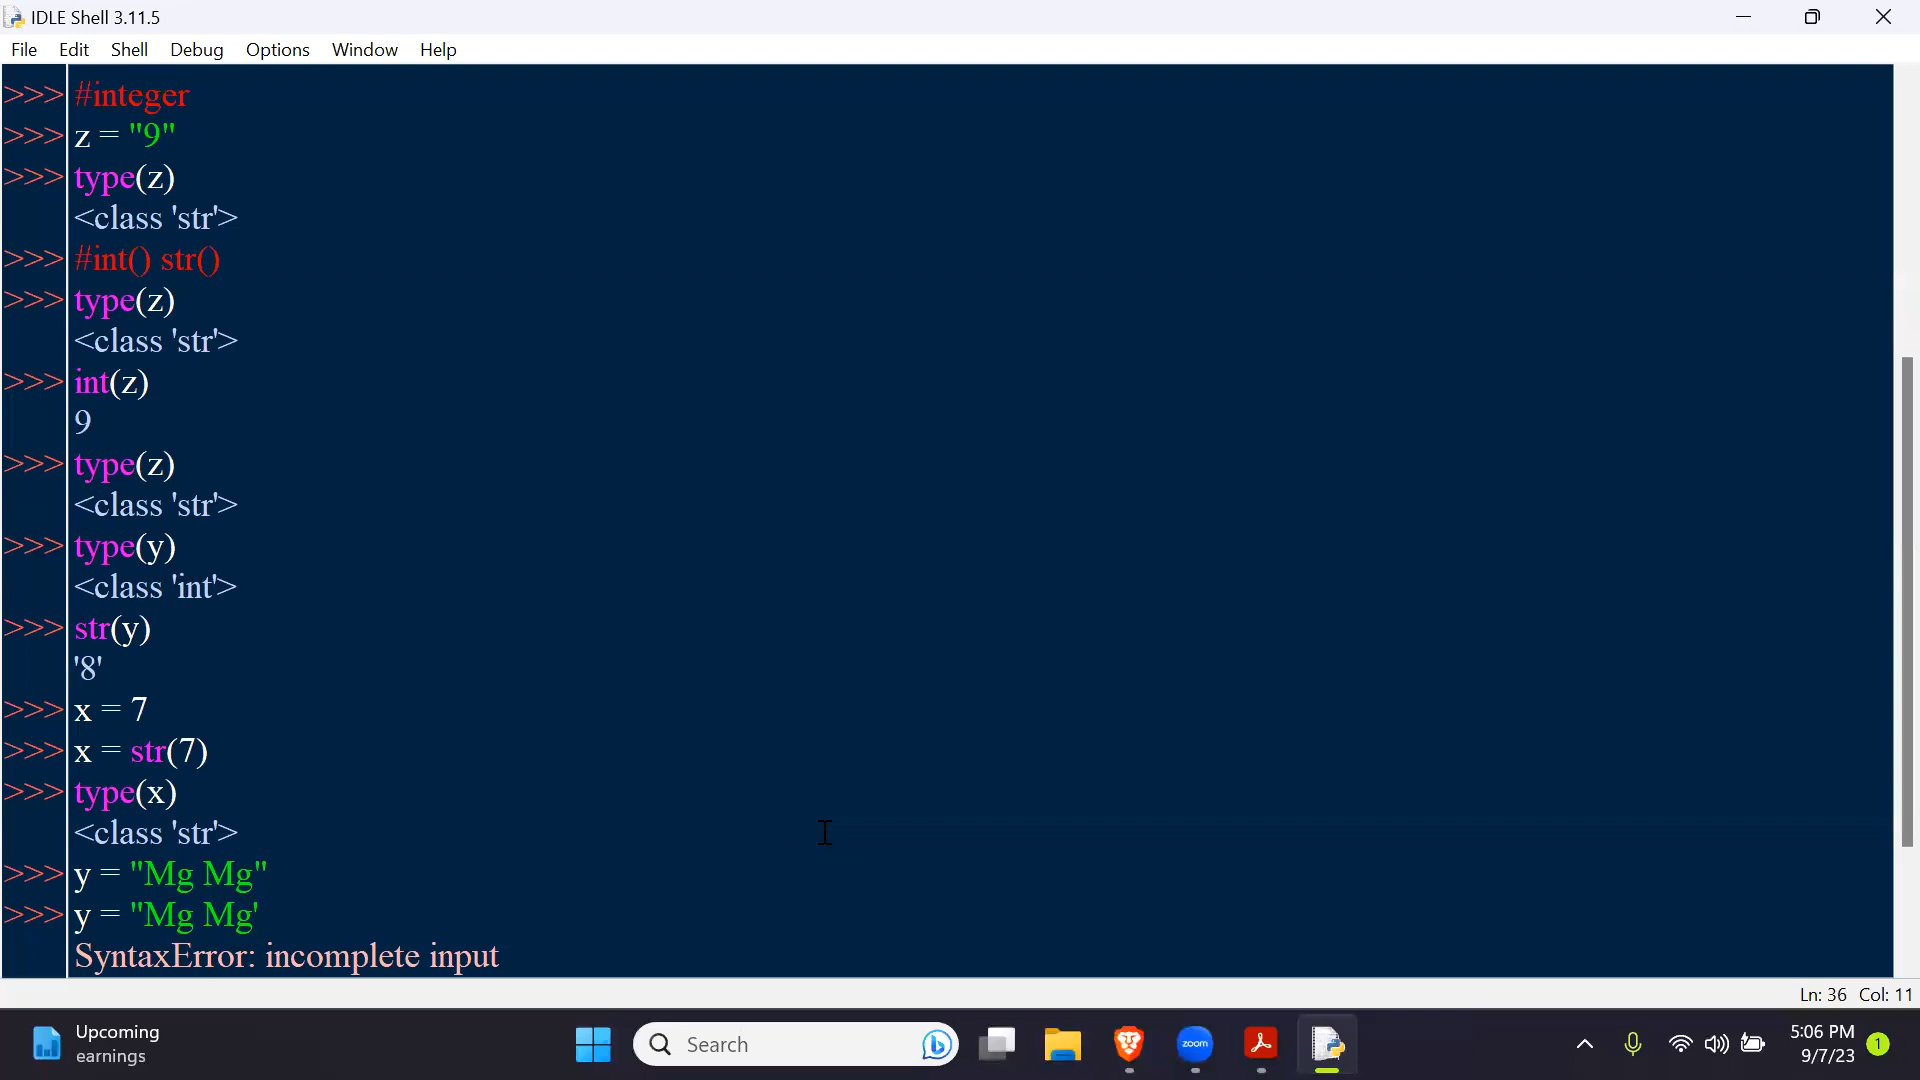 IDLE Shell 3.11.5
File Edit Shell Debug Options Window Help
>>> #integer
>>> z = "9"
>>> type(z)
<class 'str'>
>>> #int() str()
>>> type(z)
<class 'str'>
>>> int(z)
9
>>> type(z)
<class 'str'>
>>> type(y)
<class 'int'>
>>> str(y)
'8'
>>> x = 7
>>> x = str(7)
>>> type(x)
<class 'str'>
>>> y = "Mg Mg"
>>> y = "Mg Mg'
SyntaxError: incomplete input
Ln: 36 Col: 11
Upcoming
earnings
Search
zoom
5:06 PM
9/7/23
1